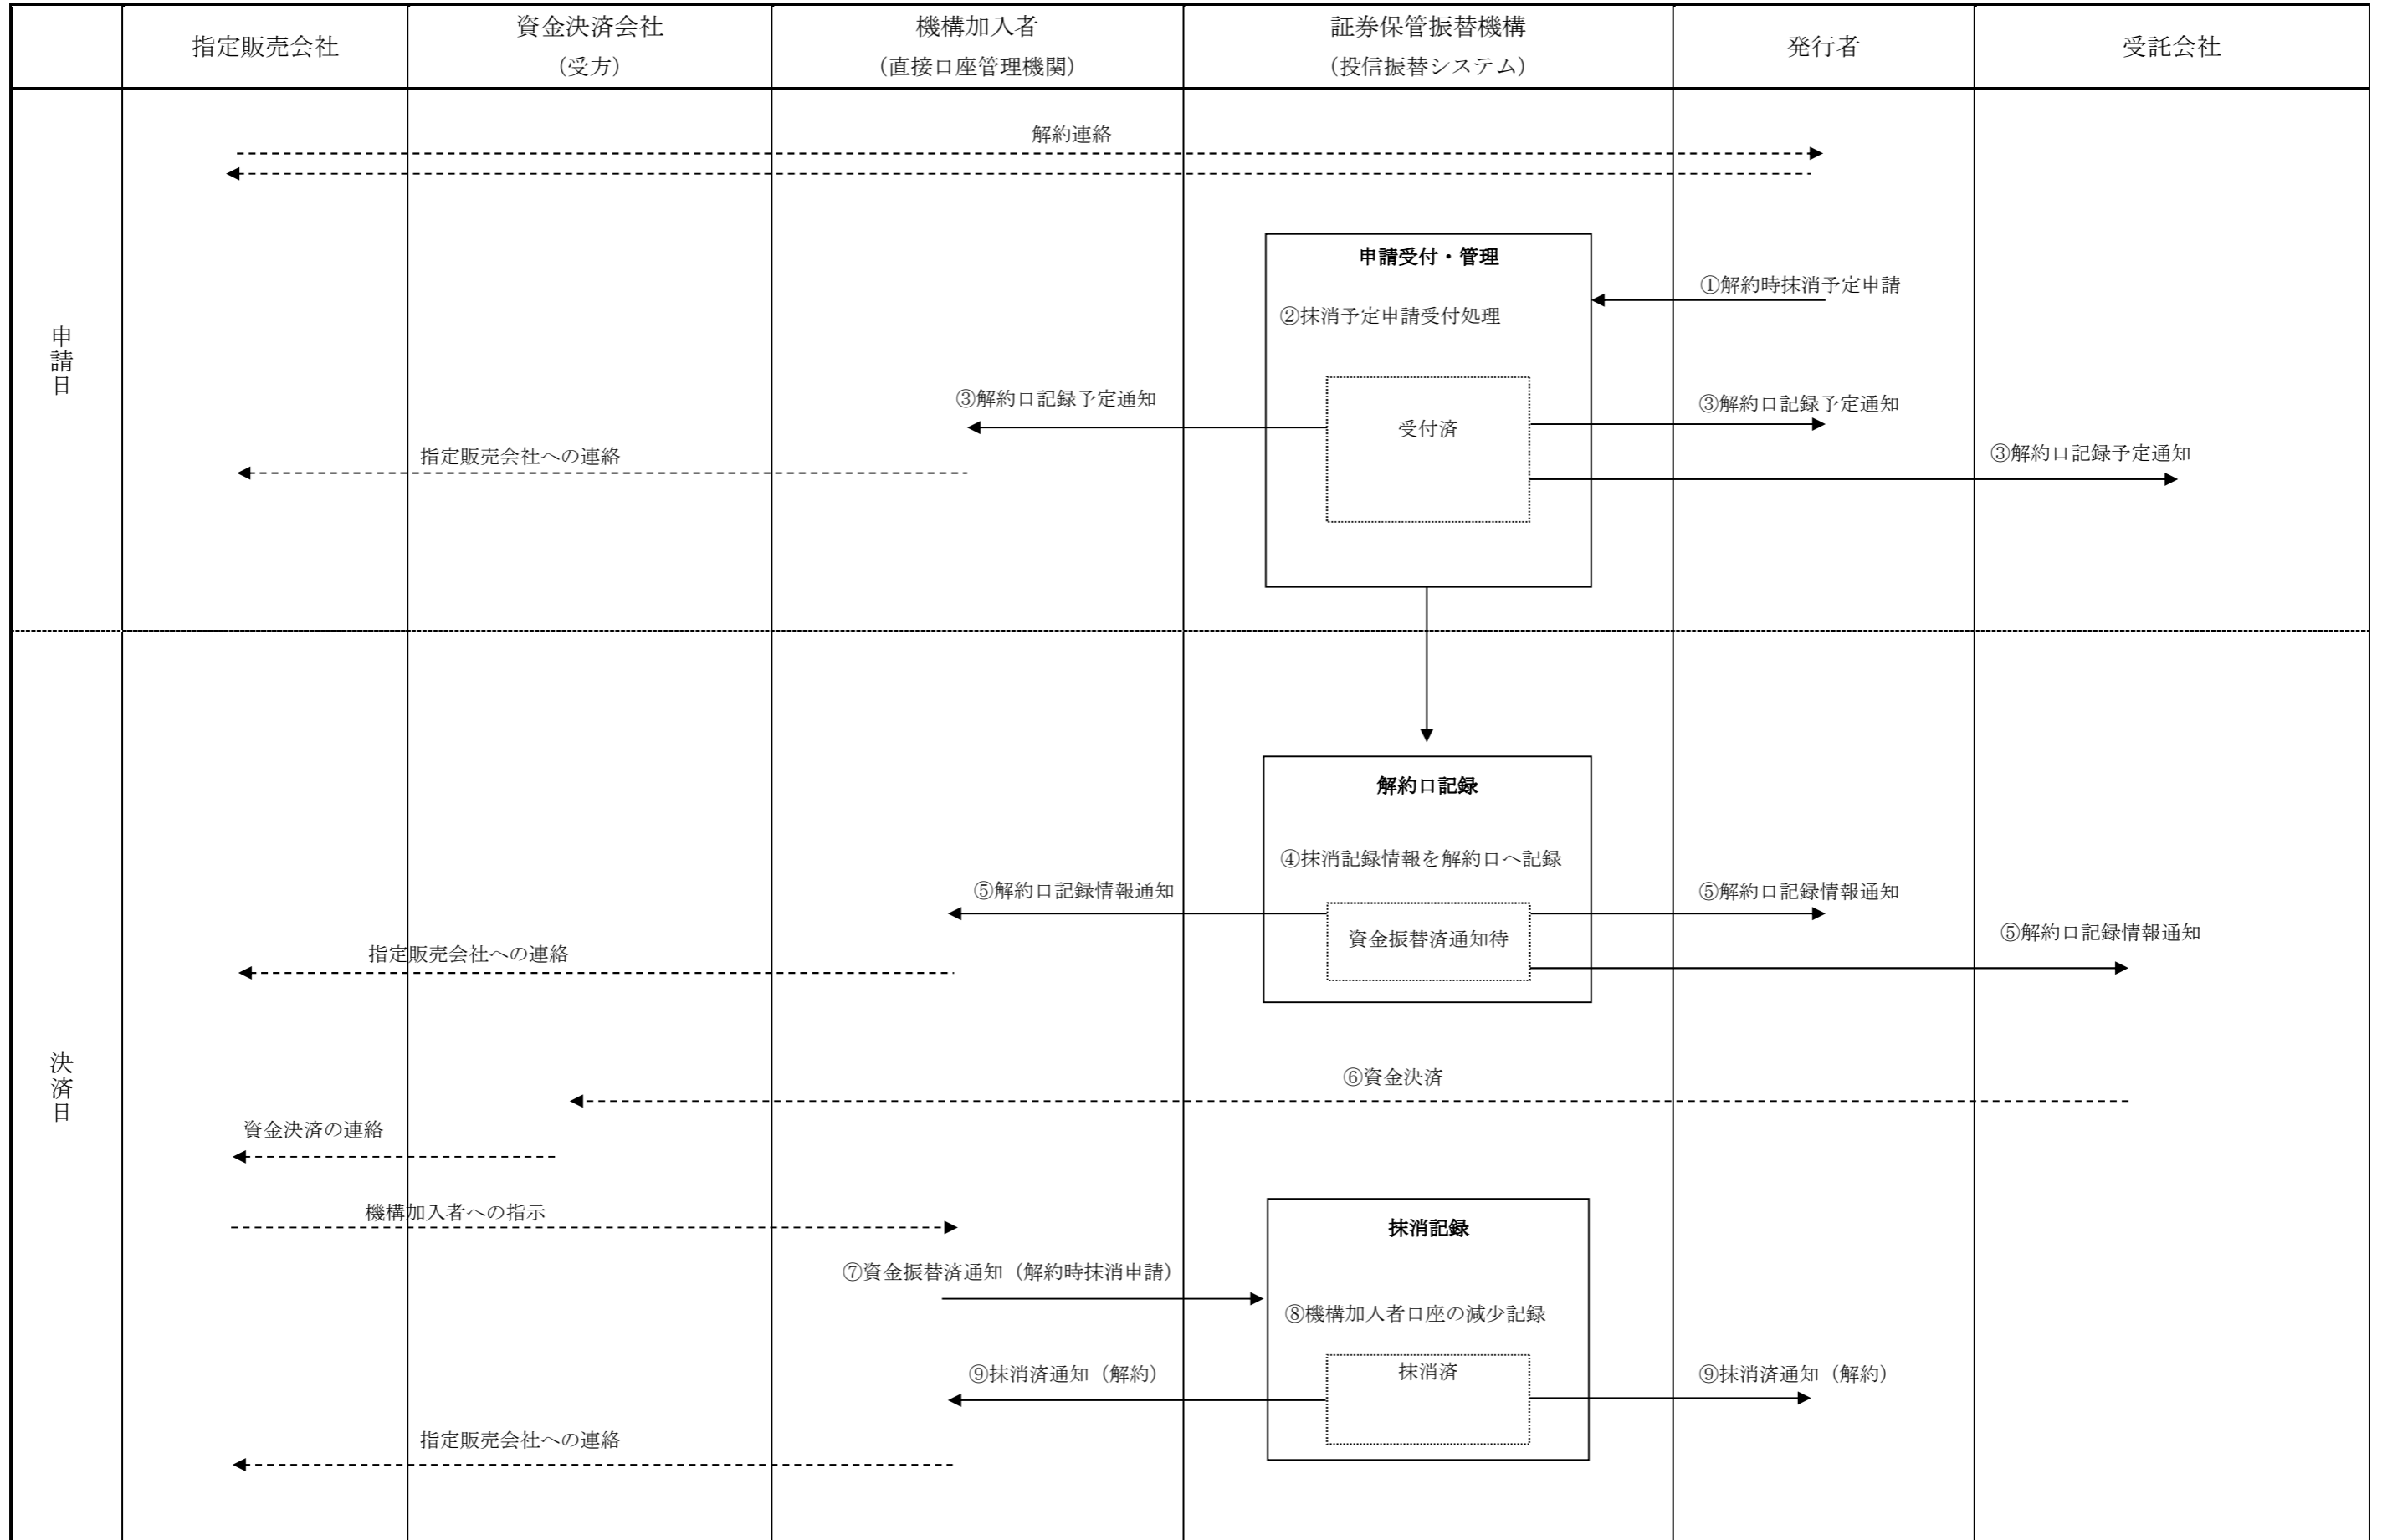 指定販売会社
資金決済会社
（受方）
機構加入者
（直接口座管理機関）
証券保管振替機構
（投信振替システム）
発行者
受託会社
申請日
解約連絡
申請受付・管理
①解約時抹消予定申請
②抹消予定申請受付処理
③解約口記録予定通知
受付済
③解約口記録予定通知
指定販売会社への連絡
③解約口記録予定通知
決済日
解約口記録
④抹消記録情報を解約口へ記録
⑤解約口記録情報通知
⑤解約口記録情報通知
資金振替済通知待
⑤解約口記録情報通知
指定販売会社への連絡
⑥資金決済
資金決済の連絡
機構加入者への指示
抹消記録
⑦資金振替済通知（解約時抹消申請）
⑧機構加入者口座の減少記録
⑨抹消済通知（解約）
抹消済
⑨抹消済通知（解約）
指定販売会社への連絡